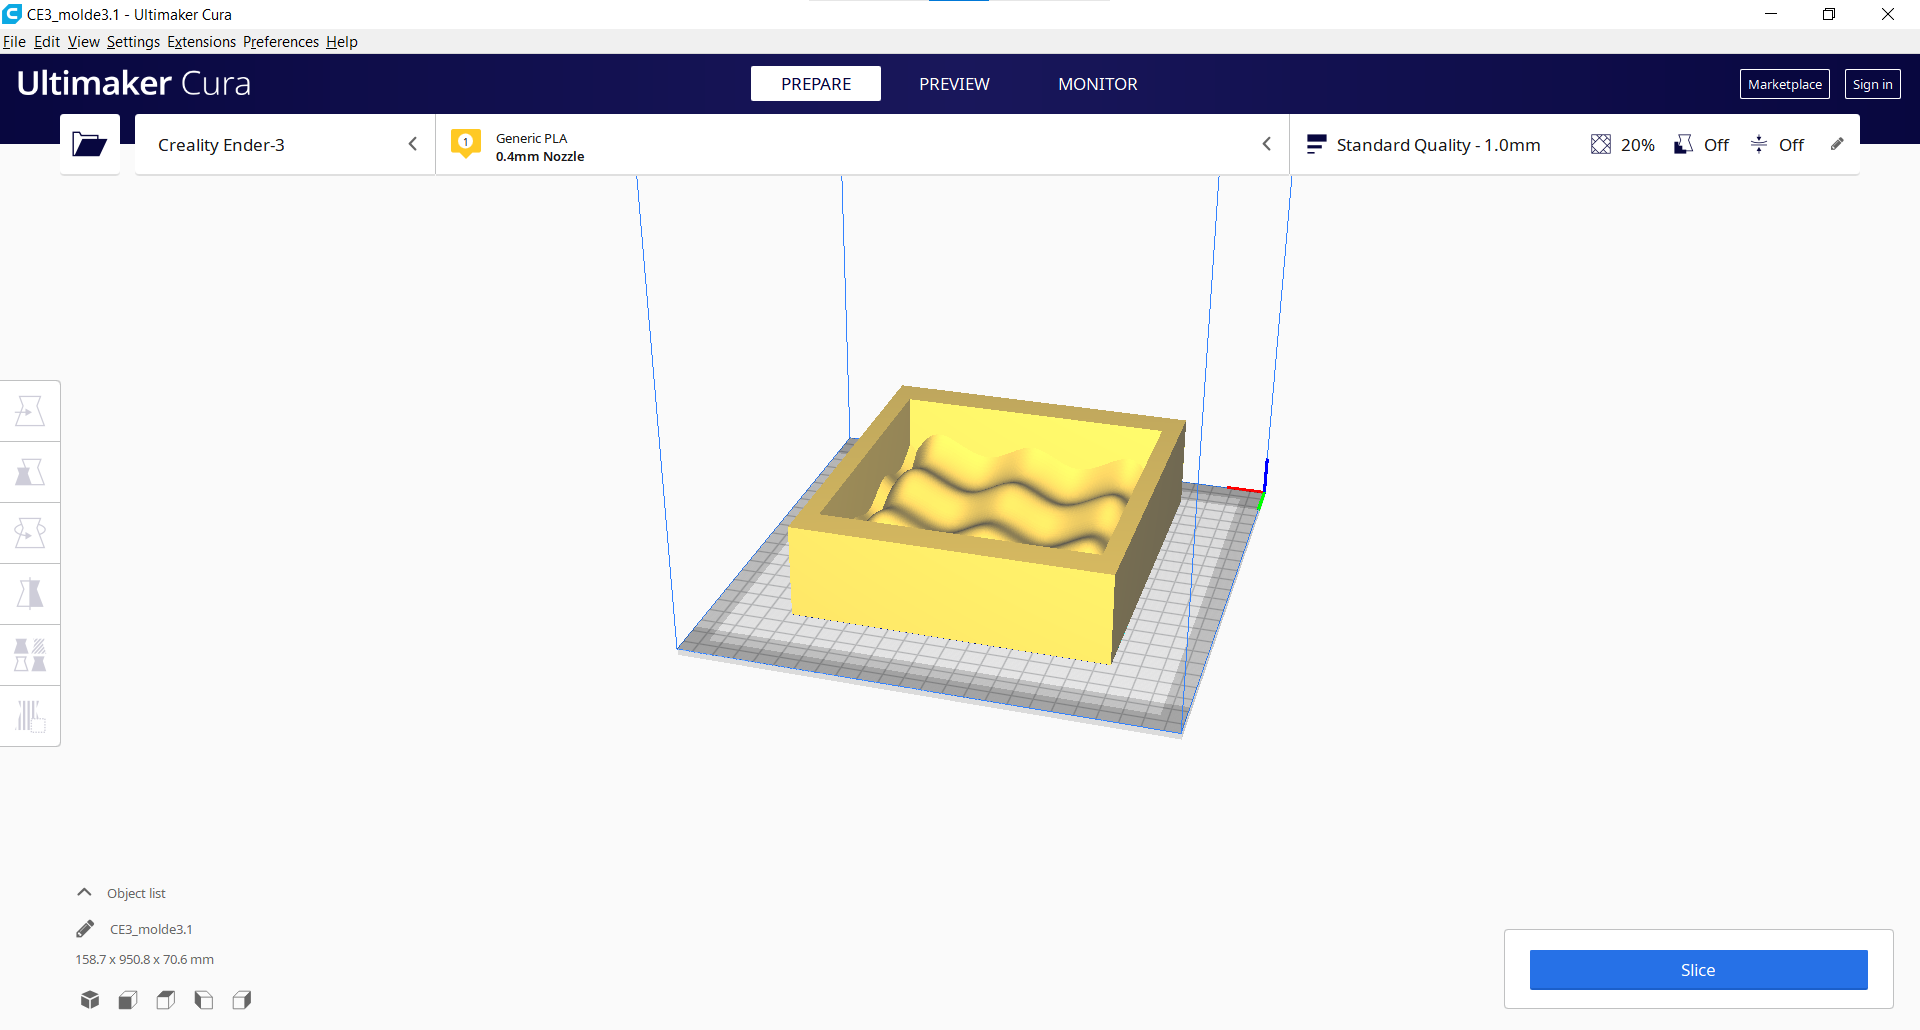 CE3_molde3.1 - Ultimaker Cura
File Edit View Settings Extensions Preferences Help
Ultimaker Cura
PREPARE
PREVIEW
MONITOR
Marketplace
Sign in
Creality Ender-3
1
Generic PLA
0.4mm Nozzle
Standard Quality - 1.0mm
20%
Off
Off
Object list
CE3_molde3.1
158.7 x 950.8 x 70.6 mm
Slice